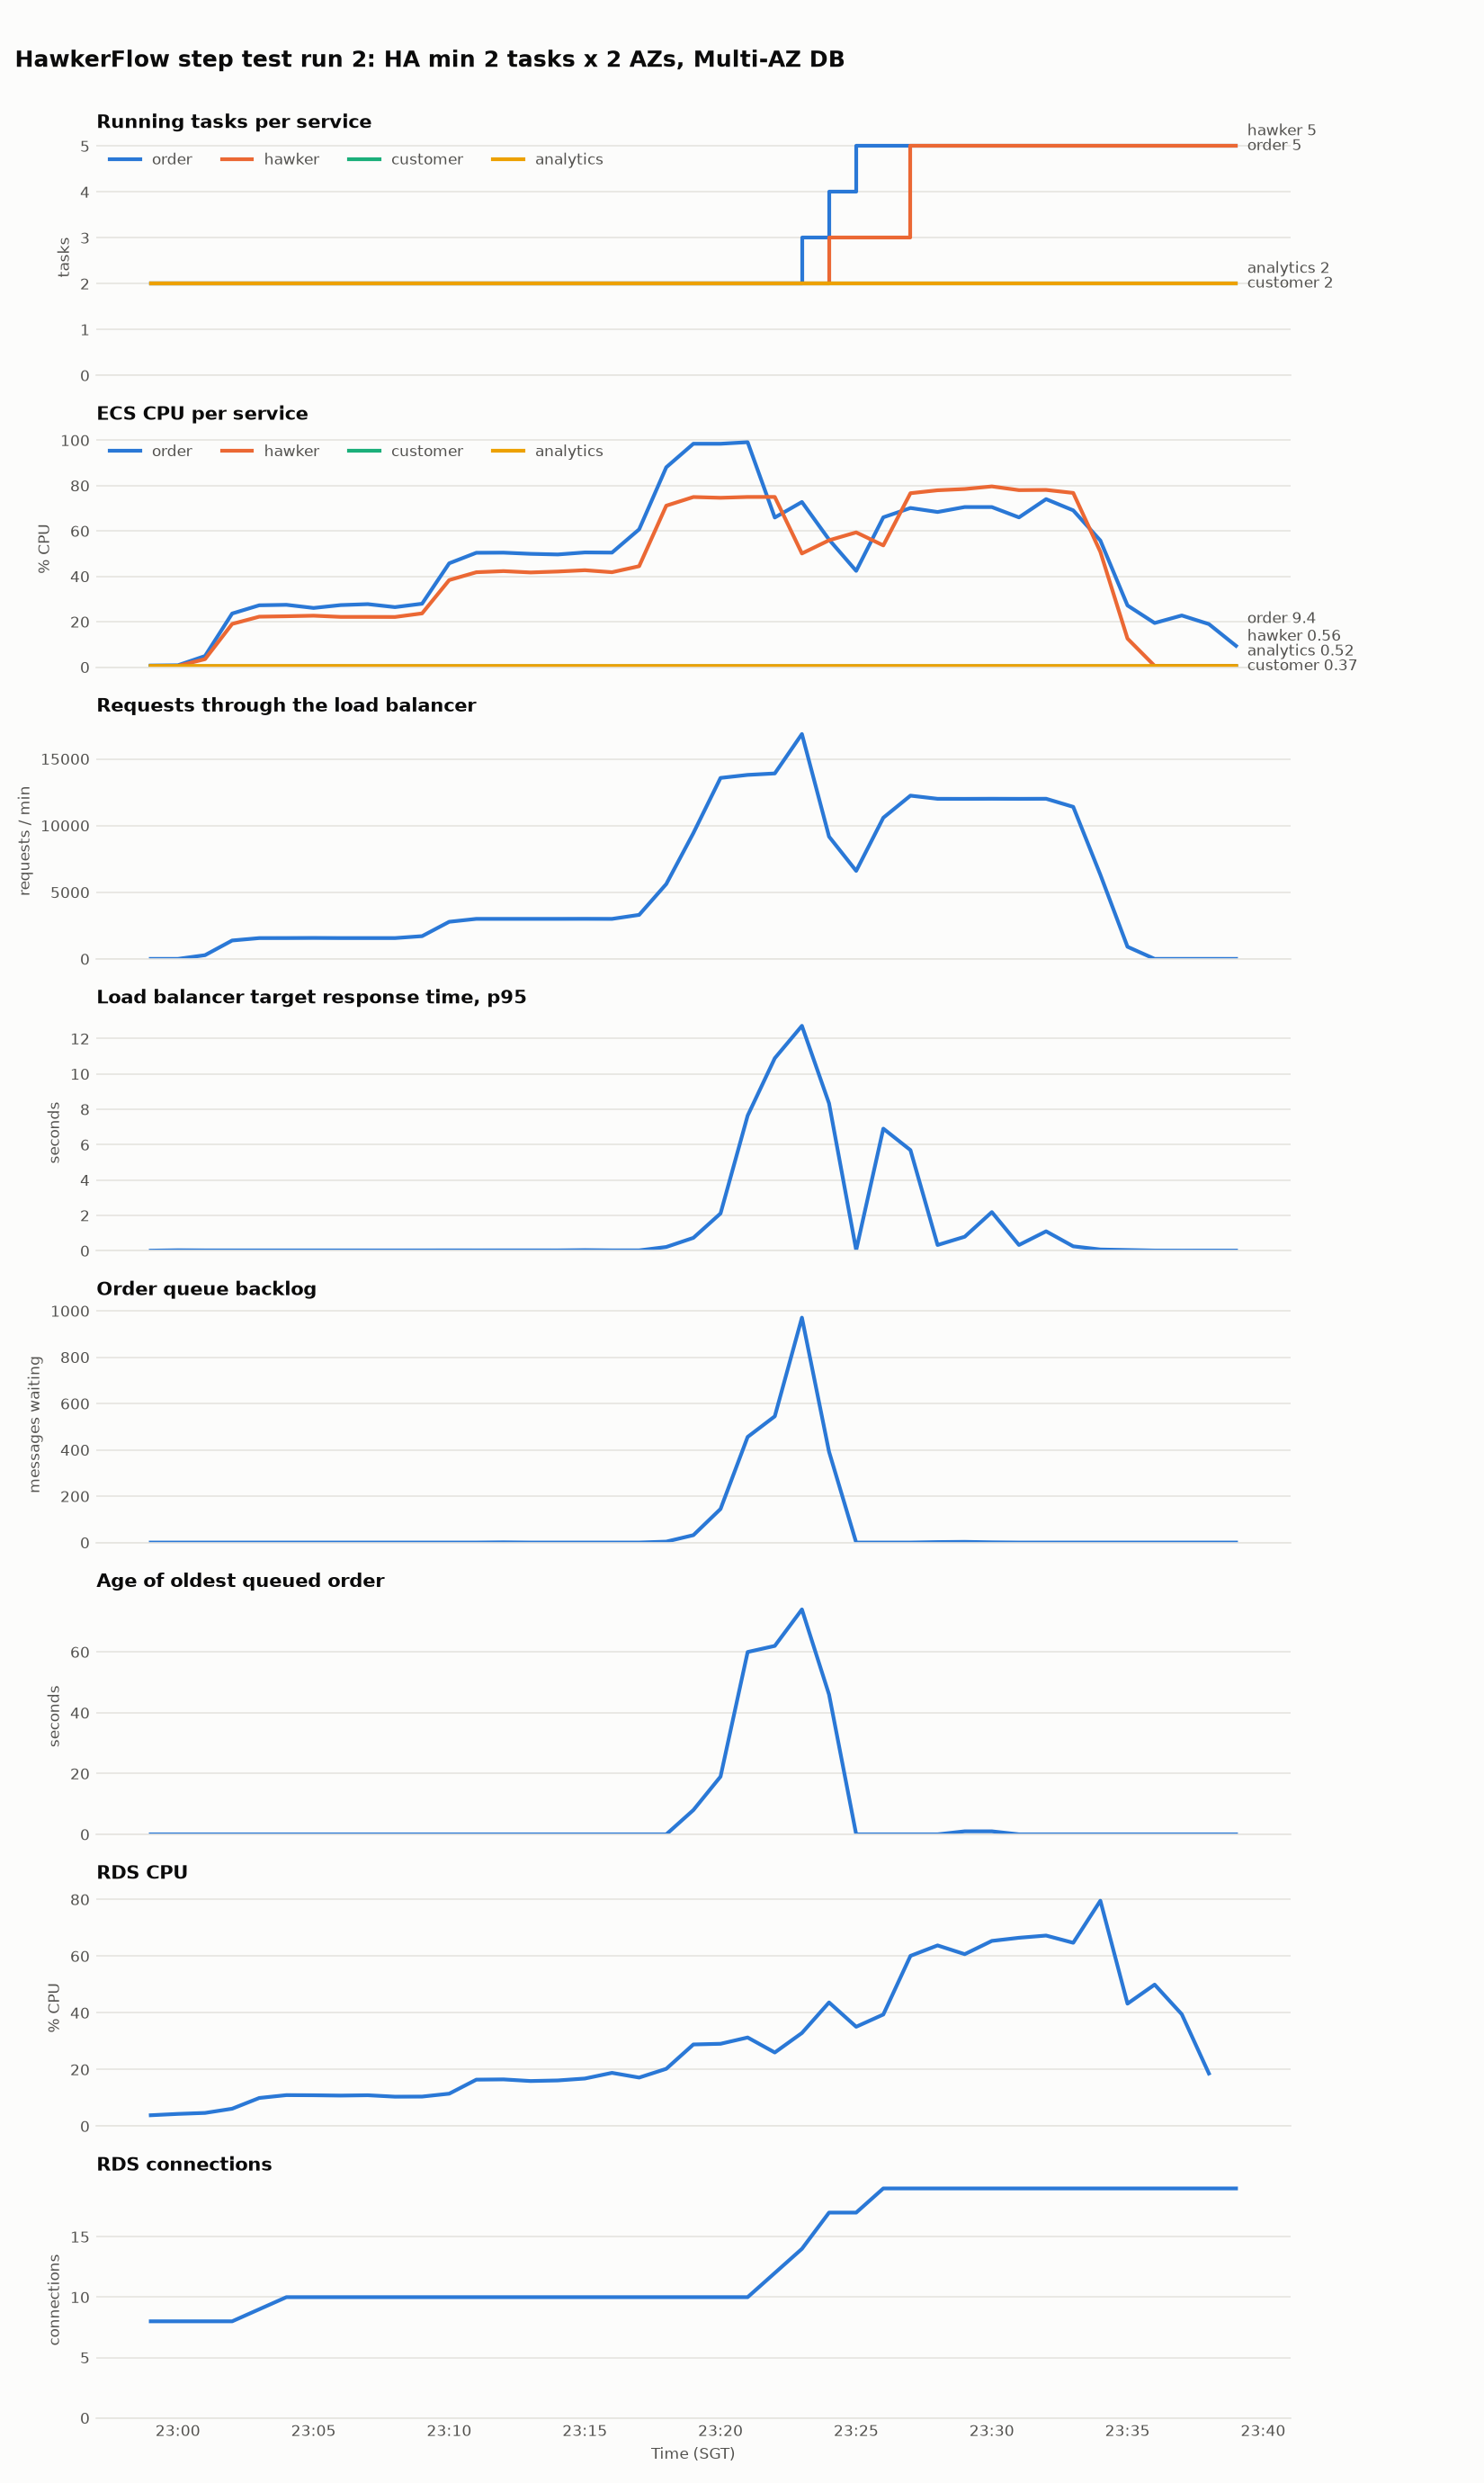 HawkerFlow step test run 2: HA min 2 tasks x 2 AZs, Multi-AZ DB
Running tasks per service
order hawker customer analytics
tasks
5
4
3
2
1
0
hawker 5
order 5
analytics 2
customer 2
ECS CPU per service
order hawker customer analytics
% CPU
100
80
60
40
20
0
order 9.4
hawker 0.56
analytics 0.52
customer 0.37
Requests through the load balancer
requests / min
15000
10000
5000
0
Load balancer target response time, p95
seconds
12
10
8
6
4
2
0
Order queue backlog
messages waiting
1000
800
600
400
200
0
Age of oldest queued order
seconds
60
40
20
0
RDS CPU
% CPU
80
60
40
20
0
RDS connections
connections
15
10
5
0
23:00 23:05 23:10 23:15 23:20 23:25 23:30 23:35 23:40
Time (SGT)